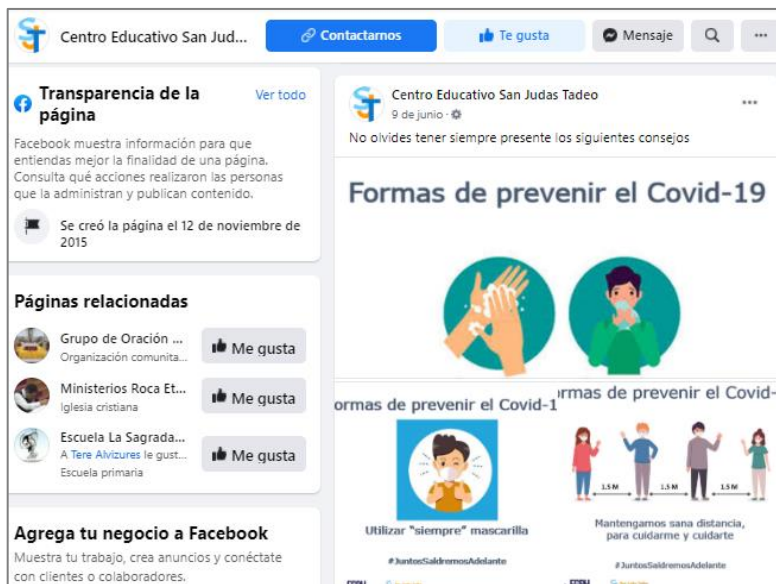 Centro Educativo San Jud...
Contactarnos
Te gusta
Mensaje
Transparencia de la
página
Ver todo
Facebook muestra información para que
entiendas mejor la finalidad de una página.
Consulta qué acciones realizaron las personas
que la administran y publican contenido.
Se creó la página el 12 de noviembre de
2015
Páginas relacionadas
Grupo de Oración ...
Organización comunita...
Me gusta
Ministerios Roca Et...
Iglesia cristiana
Me gusta
Escuela La Sagrada...
A Tere Alvizures le gust...
Escuela primaria
Me gusta
Agrega tu negocio a Facebook
Muestra tu trabajo, crea anuncios y conéctate
con clientes o colaboradores.
Centro Educativo San Judas Tadeo
9 de junio
No olvides tener siempre presente los siguientes consejos
Formas de prevenir el Covid-19
ormas de prevenir el Covid-1
Utilizar "siempre" mascarilla
#JuntosSaldremosAdelante
ormas de prevenir el Covid-
1.5 M 1.5 M 1.5 M
Mantengamos sana distancia,
para cuidarme y cuidarte
#JuntosSaldremosAdelante